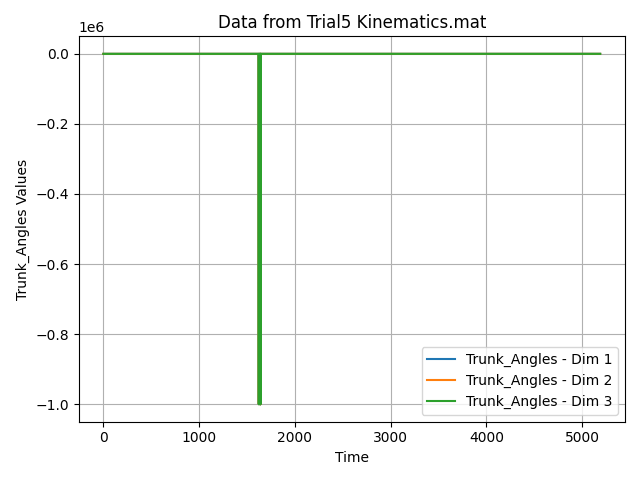 Data from Trial5 Kinematics.mat
1e6
0.0
−0.2
−0.4
−0.6
−0.8
−1.0
Trunk_Angles Values
Trunk_Angles - Dim 1
Trunk_Angles - Dim 2
Trunk_Angles - Dim 3
0 1000 2000 3000 4000 5000
Time